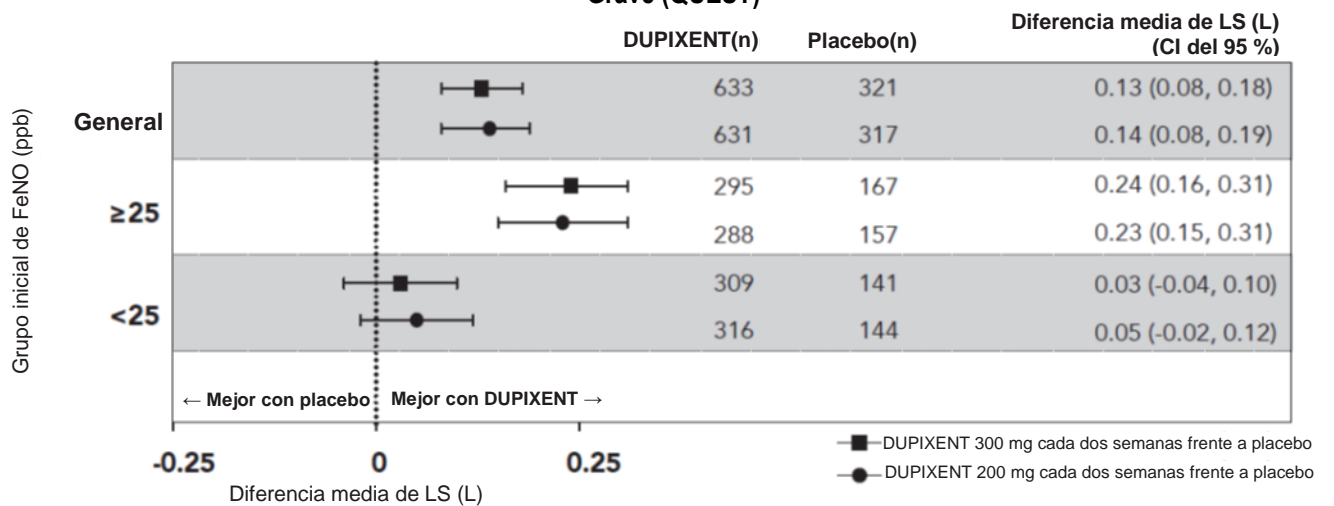 DUPIXENT(n) Placebo(n) Diferencia media de LS (L)
(CI del 95 %)
Grupo inicial de FeNO (ppb)
General
633 321 0.13 (0.08, 0.18)
631 317 0.14 (0.08, 0.19)
≥25
295 167 0.24 (0.16, 0.31)
288 157 0.23 (0.15, 0.31)
<25
309 141 0.03 (-0.04, 0.10)
316 144 0.05 (-0.02, 0.12)
← Mejor con placebo Mejor con DUPIXENT →
-0.25 0 0.25
Diferencia media de LS (L)
DUPIXENT 300 mg cada dos semanas frente a placebo
DUPIXENT 200 mg cada dos semanas frente a placebo